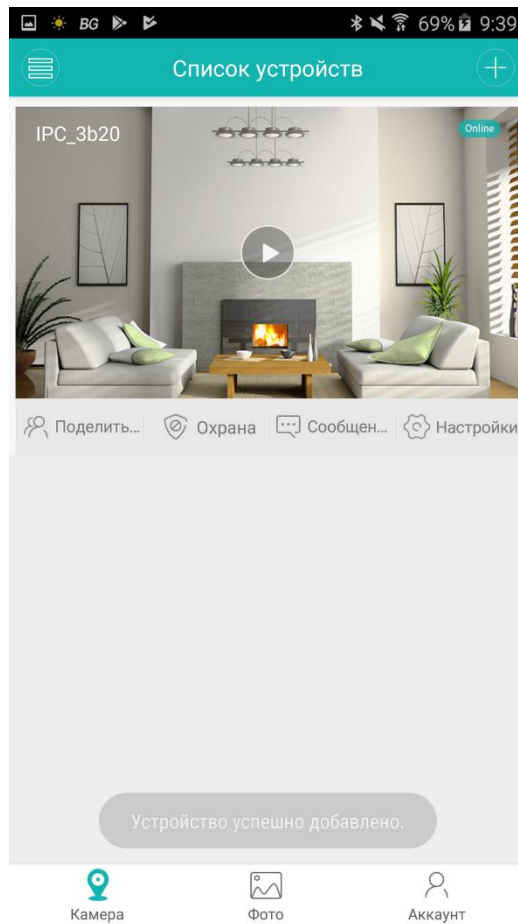 BG 69% 9:39
Список устройств
IPC_3b20 Online
Поделить... Охрана Сообщен... Настройки
Устройство успешно добавлено.
Камера Фото Аккаунт